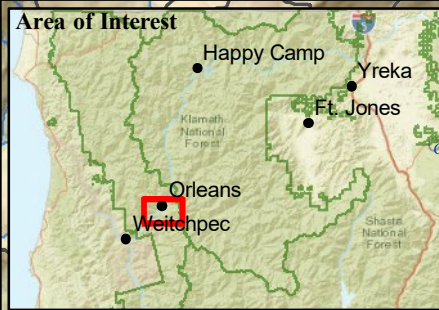 Area of Interest
Happy Camp
Yreka
Ft. Jones
Klamath
National
Forest
Orleans
Weitchpec
Shasta
National
Forest